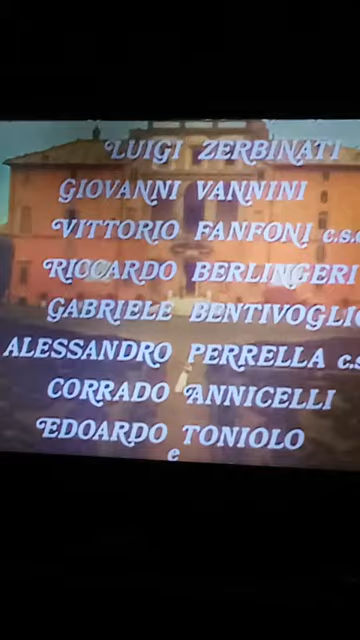 LUIGI ZERBINATI
GIOVANNI VANNINI
VITTORIO FANFONI
RICCARDO BERLINGERI
GABRIELE
ALESSANDRO PERRELLA
CORRADO ANNICELLI
EDOARDO TONIOLO
e